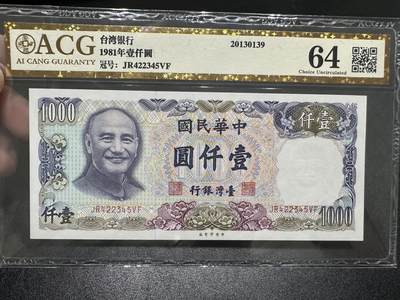 ACG
AI CANG GUARANTY
台湾银行
1981年壹仟圓
冠号: JR422345VF
20130139
64
Choice Uncirculated
1000
仟壹
中華民國
壹仟圓
臺灣銀行
JR422345VF
JR422345VF
仟壹
1000